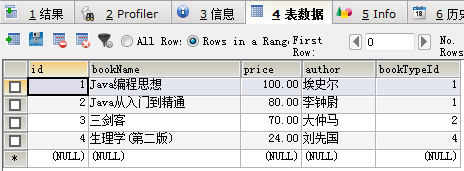 1 结果 2 Profiler 3 信息 4 表数据 5 Info 6 历史
All Rows Rows in a Range First Row: 0 No. Rows
id bookName price author bookTypeId
1 Java编程思想 100.00 埃史尔 1
2 Java从入门到精通 80.00 李钟尉 1
3 三剑客 70.00 大仲马 2
4 生理学(第二版) 24.00 刘先国 4
* (NULL) (NULL) (NULL) (NULL) (NULL)